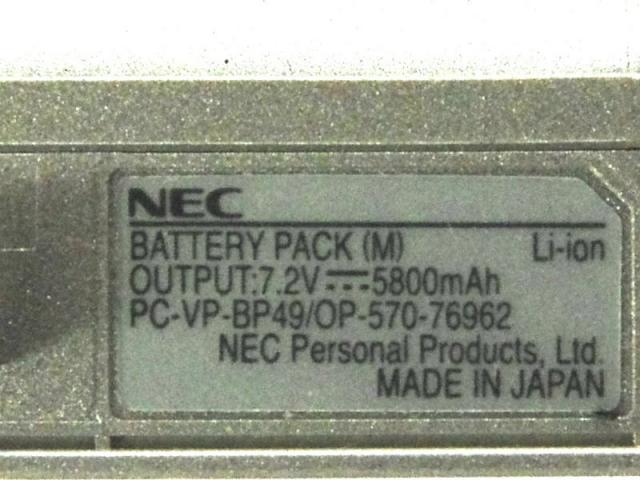 NEC
BATTERY PACK (M) Li-ion
OUTPUT:7.2V⎓5800mAh
PC-VP-BP49/OP-570-76962
NEC Personal Products, Ltd.
MADE IN JAPAN